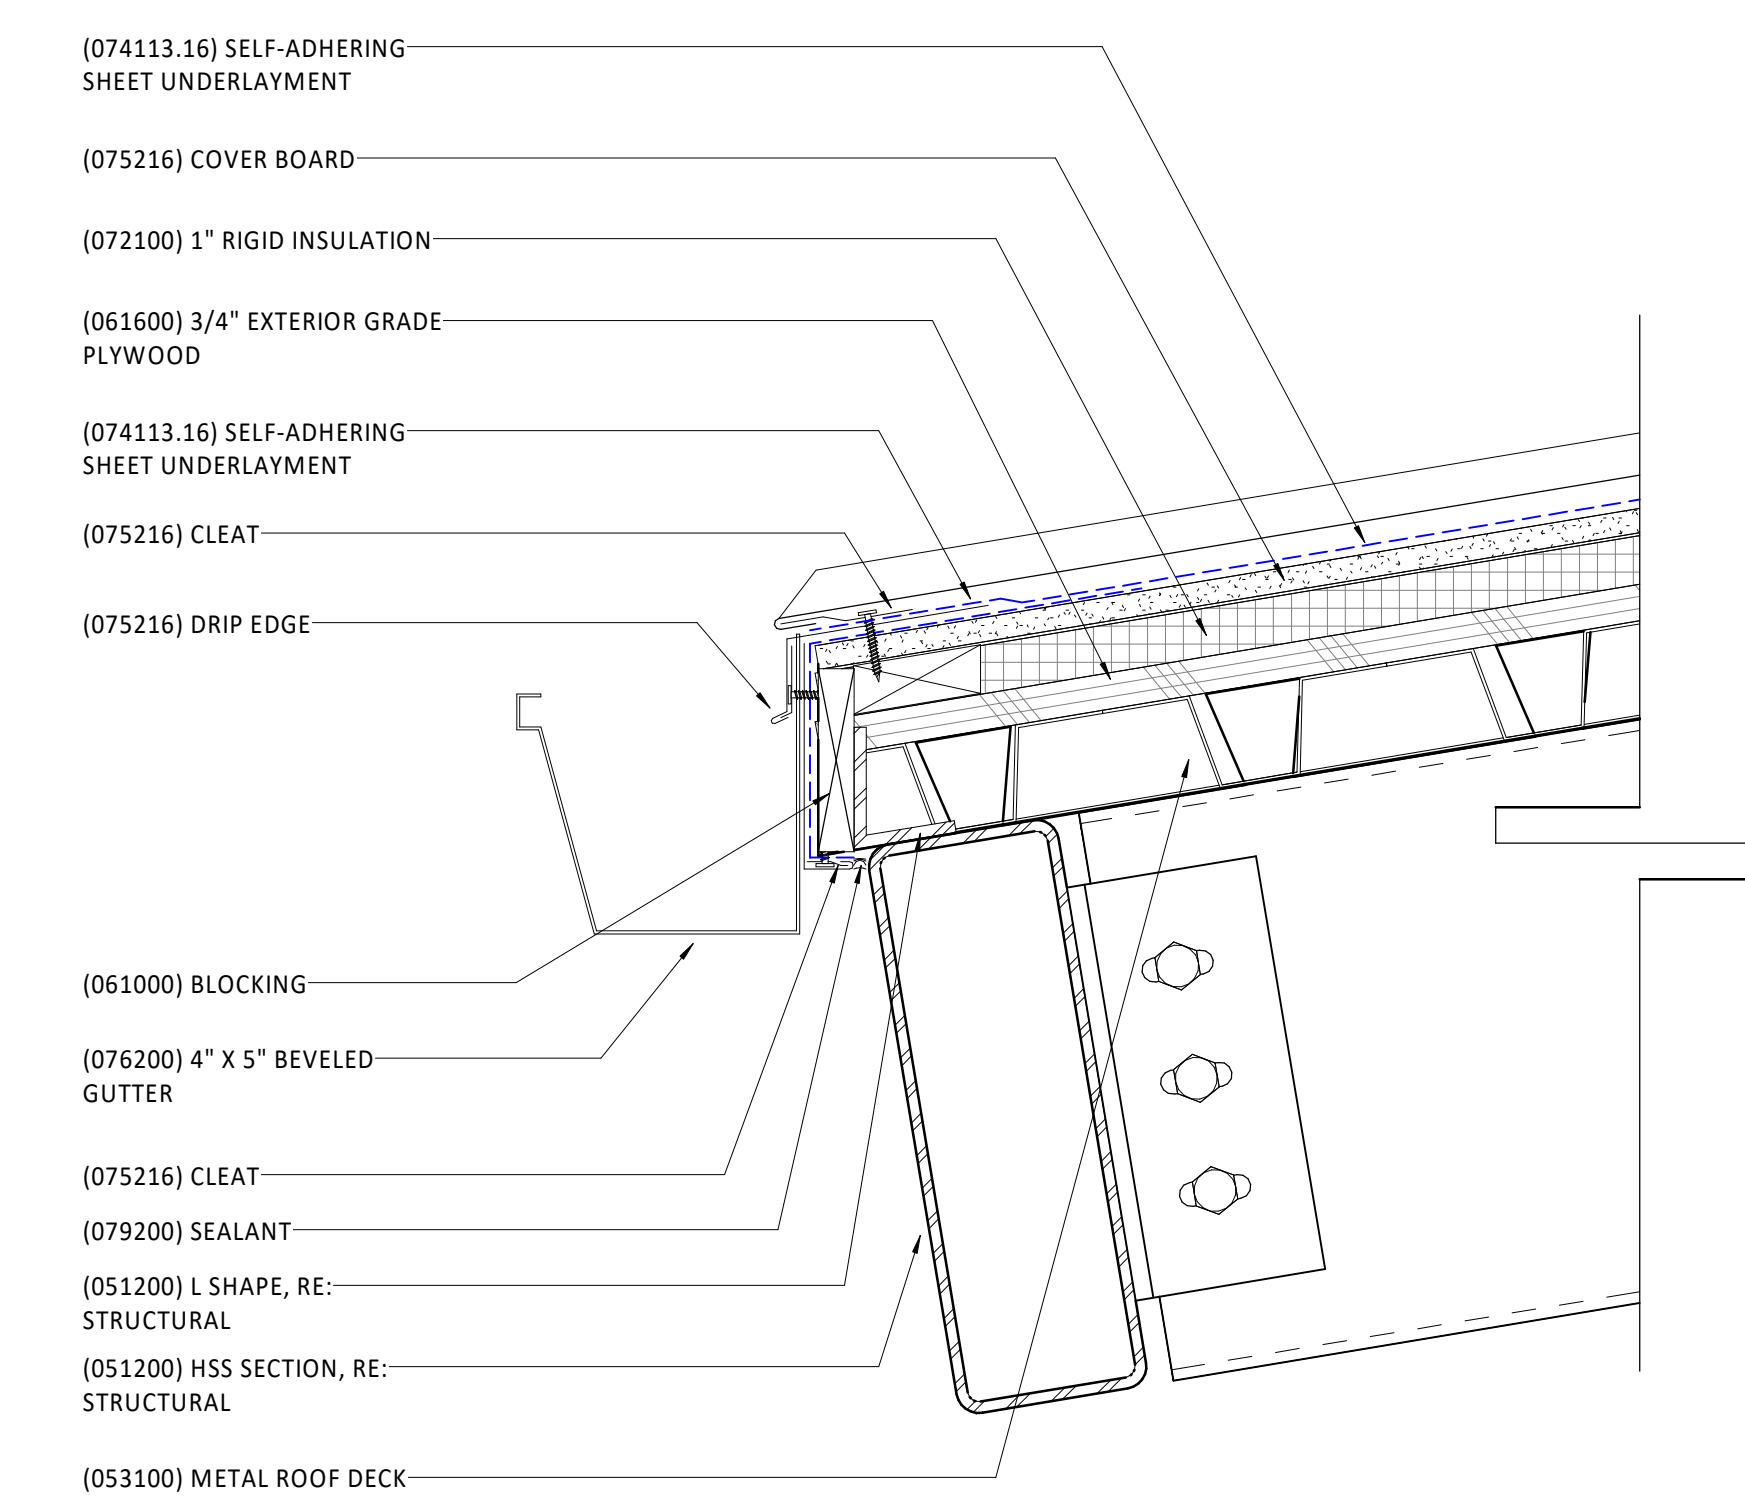 (074113.16) SELF-ADHERING
SHEET UNDERLAYMENT
(075216) COVER BOARD
(072100) 1" RIGID INSULATION
(061600) 3/4" EXTERIOR GRADE
PLYWOOD
(074113.16) SELF-ADHERING
SHEET UNDERLAYMENT
(075216) CLEAT
(075216) DRIP EDGE
(061000) BLOCKING
(076200) 4" X 5" BEVELED
GUTTER
(075216) CLEAT
(079200) SEALANT
(051200) L SHAPE, RE:
STRUCTURAL
(051200) HSS SECTION, RE:
STRUCTURAL
(053100) METAL ROOF DECK